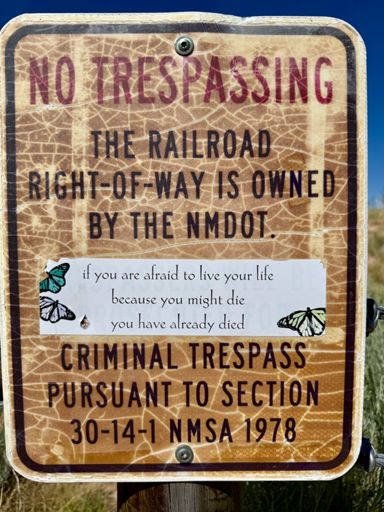 NO TRESPASSING
THE RAILROAD
RIGHT-OF-WAY IS OWNED
BY THE NMDOT.
if you are afraid to live your life
because you might die
you have already died
CRIMINAL TRESPASS
PURSUANT TO SECTION
30-14-1 NMSA 1978